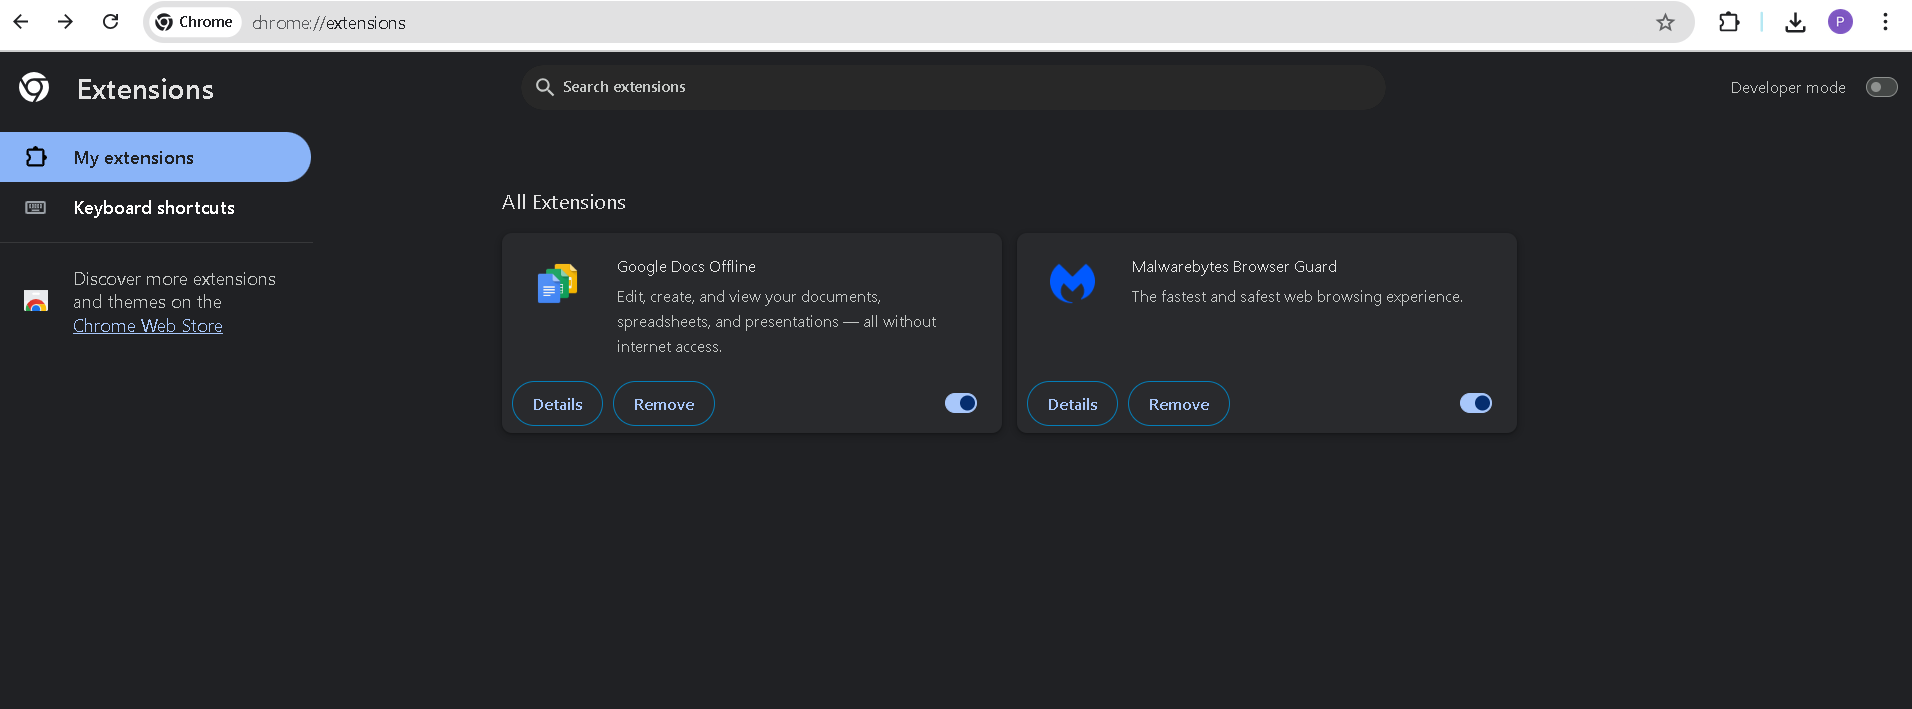 Chrome
chrome://extensions
P
Extensions
Search extensions
Developer mode
My extensions
Keyboard shortcuts
Discover more extensions
and themes on the
Chrome Web Store
All Extensions
Google Docs Offline
Edit, create, and view your documents,
spreadsheets, and presentations — all without
internet access.
Details
Remove
Malwarebytes Browser Guard
The fastest and safest web browsing experience.
Details
Remove